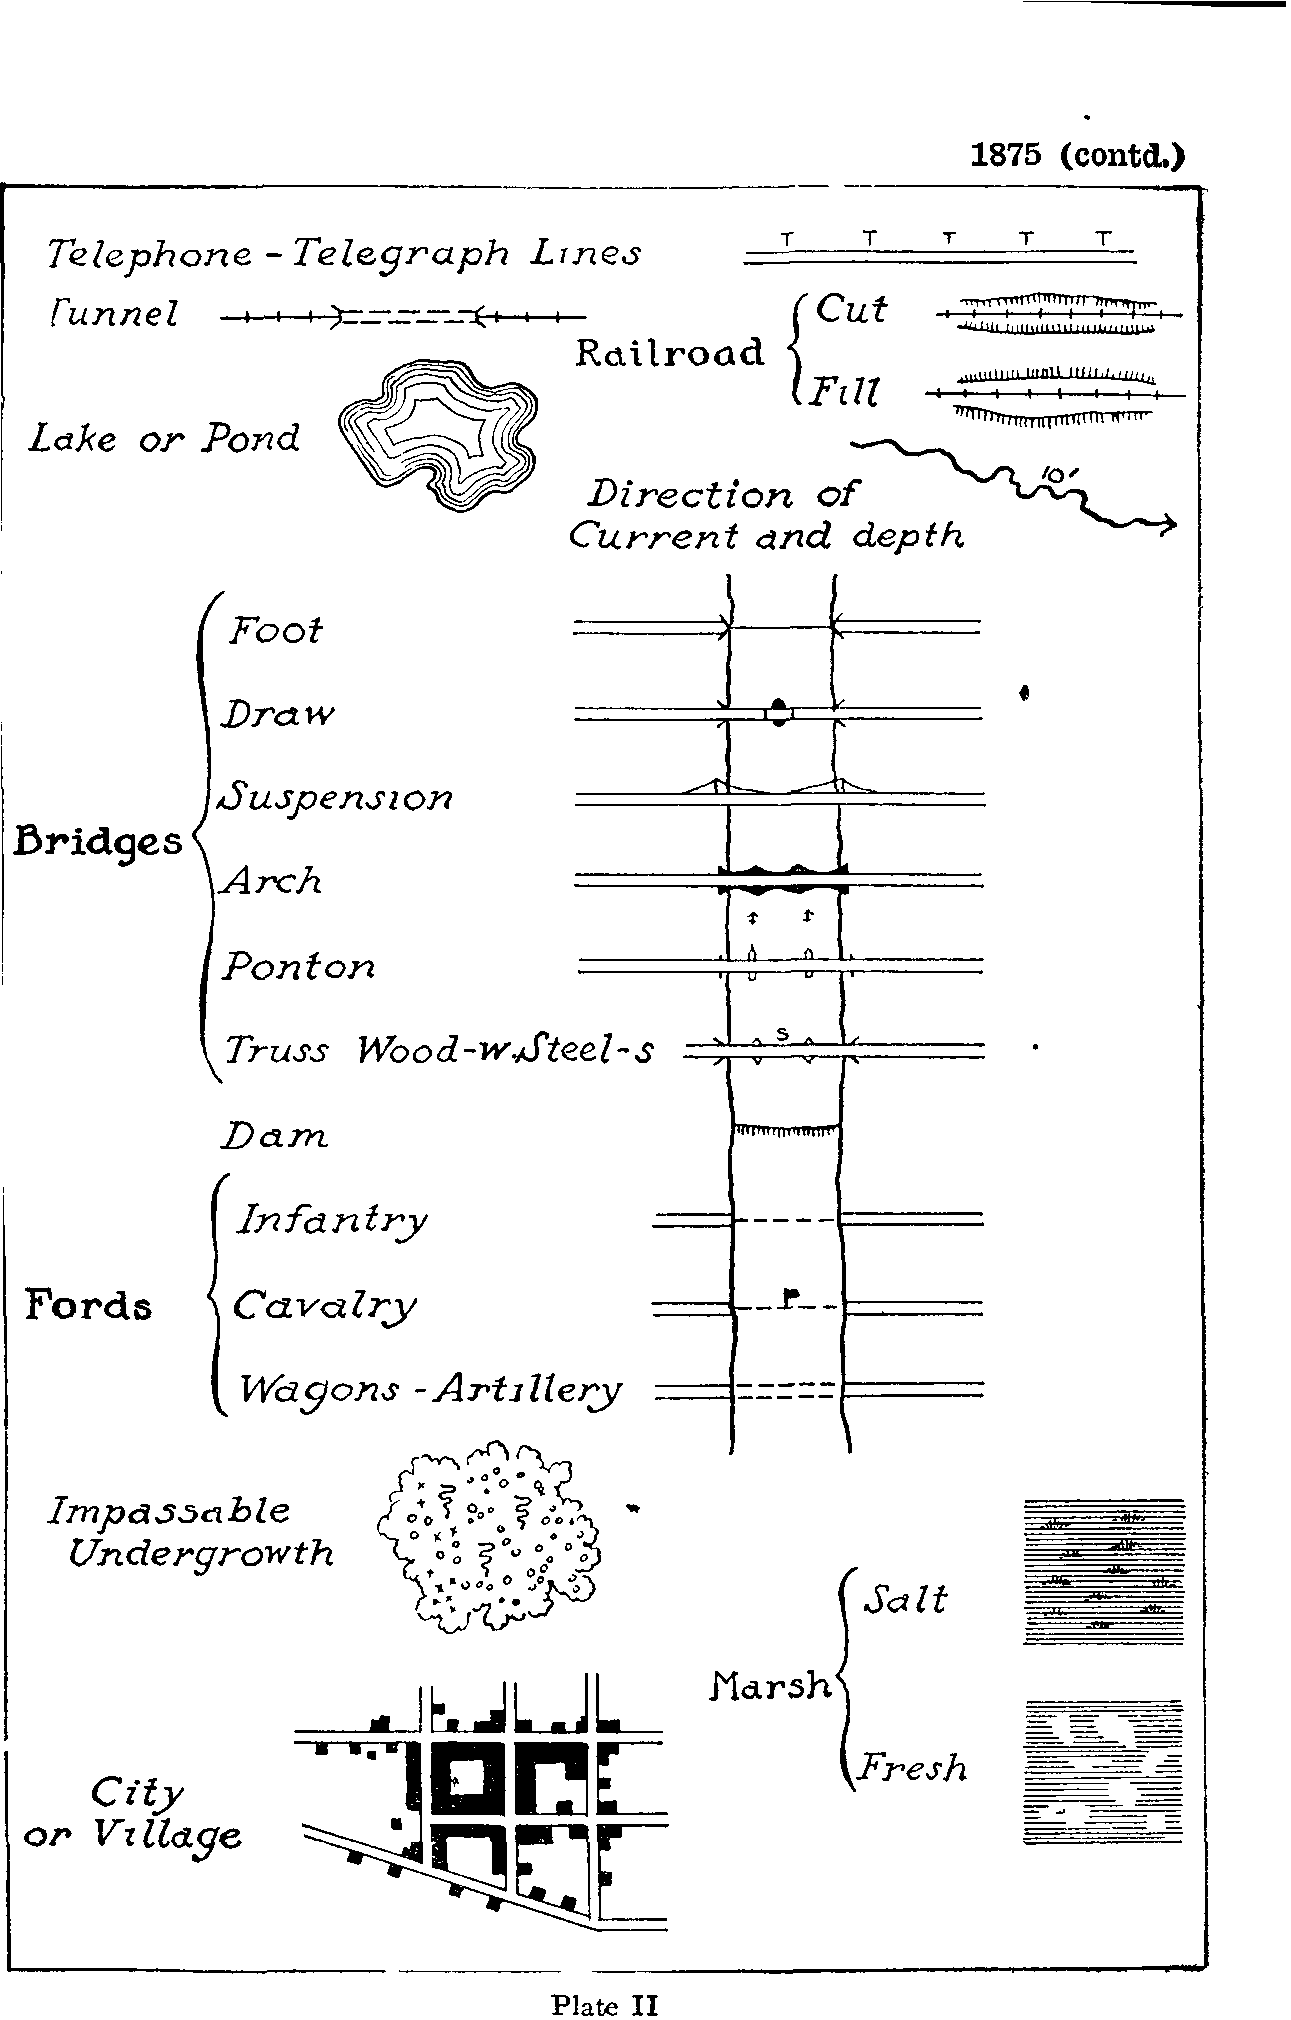 1875 (contd.)
Telephone - Telegraph Lines
T T T T T
Tunnel
Railroad
Cut
Fill
Lake or Pond
10'
Direction of
Current and depth
Bridges
Foot
Draw
Suspension
Arch
Ponton
Truss Wood-w. Steel-s
S
Dam
Fords
Infantry
Cavalry
Wagons - Artillery
Impassable
Undergrowth
Marsh
Salt
Fresh
City
or Village
Plate II